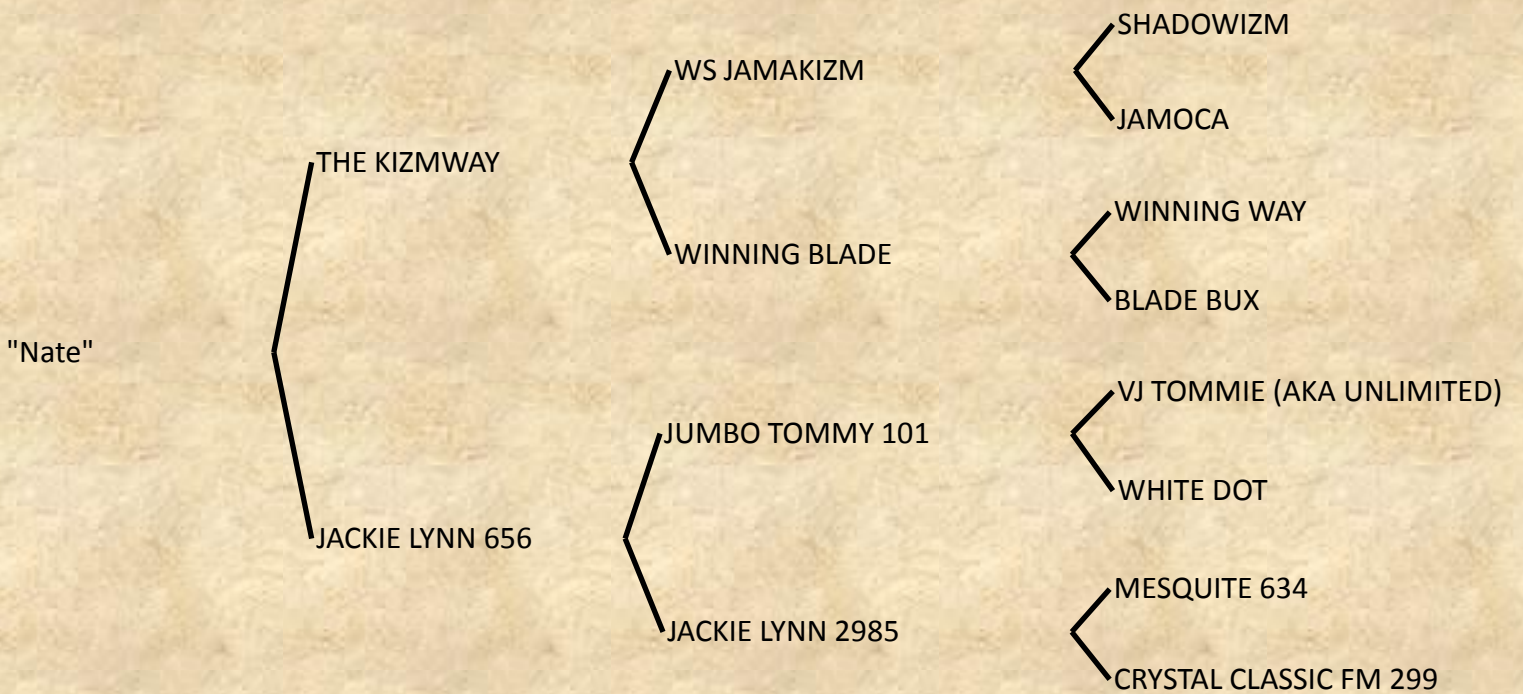 SHADOWIZM
WS JAMAKIZM
JAMOCA
THE KIZMWAY
WINNING WAY
WINNING BLADE
BLADE BUX
"Nate"
VJ TOMMIE (AKA UNLIMITED)
JUMBO TOMMY 101
WHITE DOT
JACKIE LYNN 656
MESQUITE 634
JACKIE LYNN 2985
CRYSTAL CLASSIC FM 299